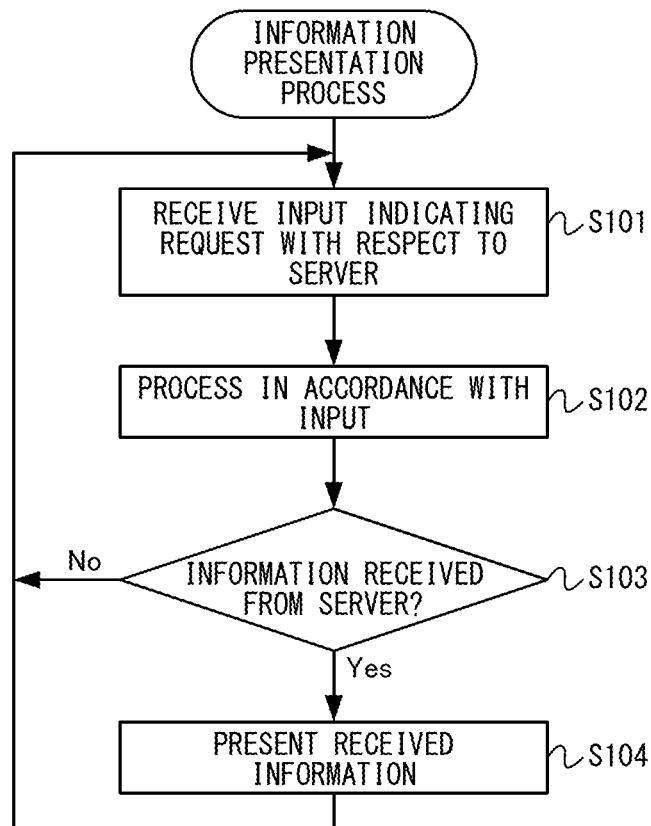 INFORMATION
PRESENTATION
PROCESS
RECEIVE INPUT INDICATING
REQUEST WITH RESPECT TO
SERVER
S101
PROCESS IN ACCORDANCE WITH
INPUT
S102
No
INFORMATION RECEIVED
FROM SERVER?
S103
Yes
PRESENT RECEIVED
INFORMATION
S104